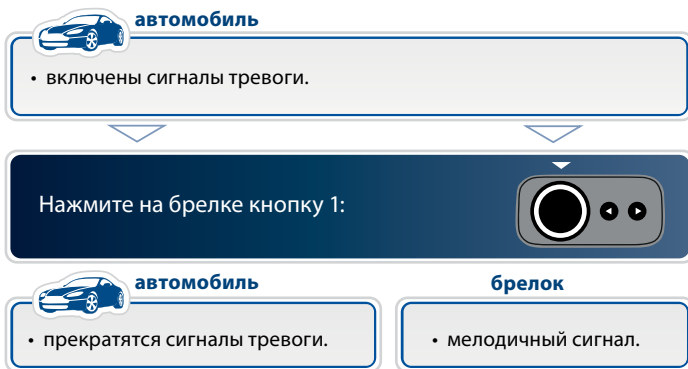 автомобиль
• включены сигналы тревоги.
Нажмите на брелке кнопку 1:
автомобиль
• прекратятся сигналы тревоги.
брелок
• мелодичный сигнал.